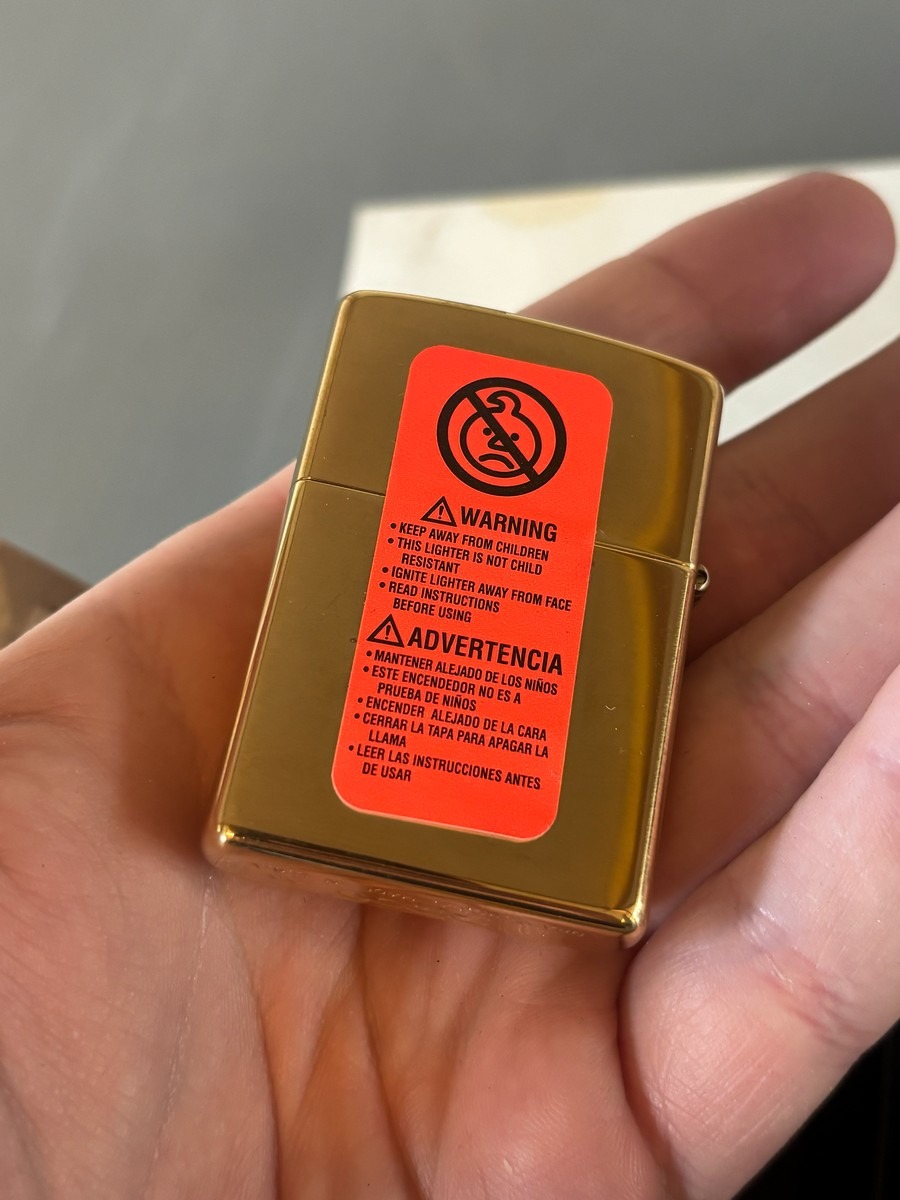 WARNING
• KEEP AWAY FROM CHILDREN
• THIS LIGHTER IS NOT CHILD
RESISTANT
• IGNITE LIGHTER AWAY FROM FACE
• READ INSTRUCTIONS
BEFORE USING
ADVERTENCIA
• MANTENER ALEJADO DE LOS NIÑOS
• ESTE ENCENDEDOR NO ES A
PRUEBA DE NIÑOS
• ENCENDER ALEJADO DE LA CARA
• CERRAR LA TAPA PARA APAGAR LA
LLAMA
• LEER LAS INSTRUCCIONES ANTES
DE USAR